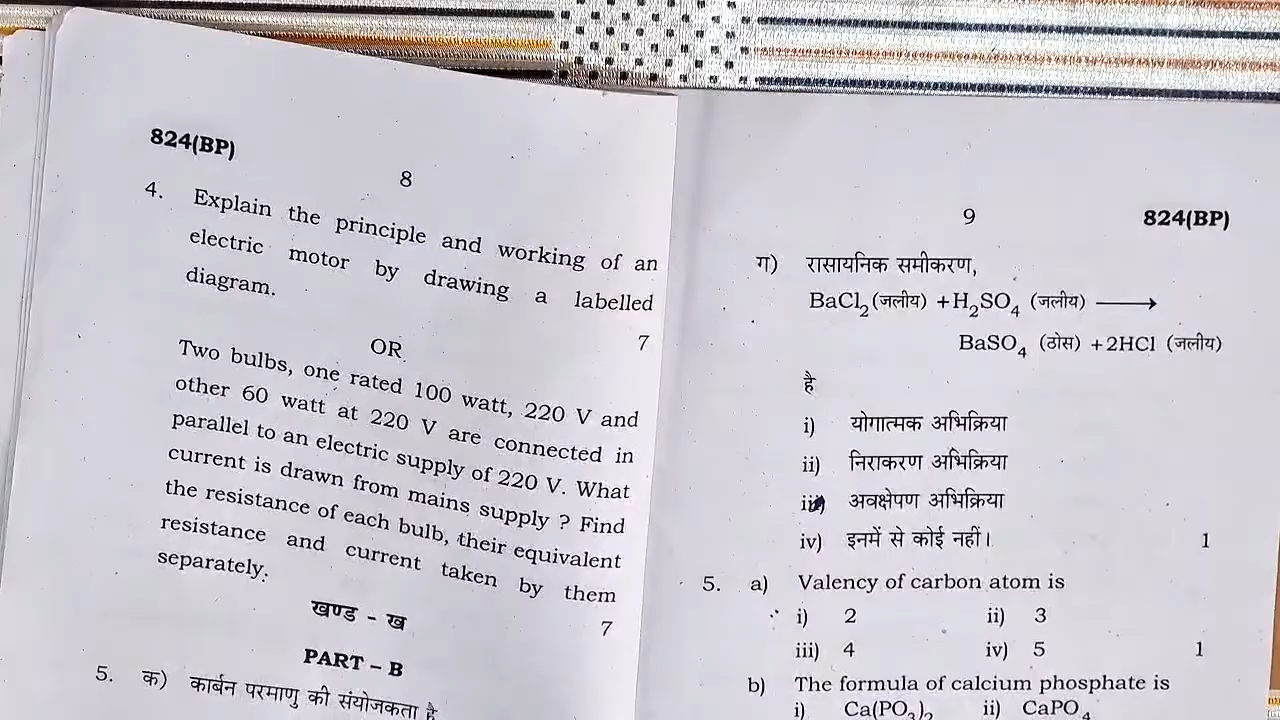 824(BP)
8
4. Explain the principle and working of an
electric motor by drawing a labelled
diagram. 7
OR
Two bulbs, one rated 100 watt, 220 V and
other 60 watt at 220 V are connected in
parallel to an electric supply of 220 V. What
current is drawn from mains supply ? Find
the resistance of each bulb, their equivalent
resistance and current taken by them
separately. 7
खण्ड - ख
PART – B
5. क) कार्बन परमाणु की संयोजकता है
9 824(BP)
ग) रासायनिक समीकरण,
BaCl₂ (जलीय) + H₂SO₄ (जलीय) ⟶
BaSO₄ (ठोस) + 2HCl (जलीय)
है
i) योगात्मक अभिक्रिया
ii) निराकरण अभिक्रिया
iii) अवक्षेपण अभिक्रिया
iv) इनमें से कोई नहीं। 1
5. a) Valency of carbon atom is
i) 2 ii) 3
iii) 4 iv) 5 1
b) The formula of calcium phosphate is
i) Ca(PO₃)₂ ii) CaPO₄